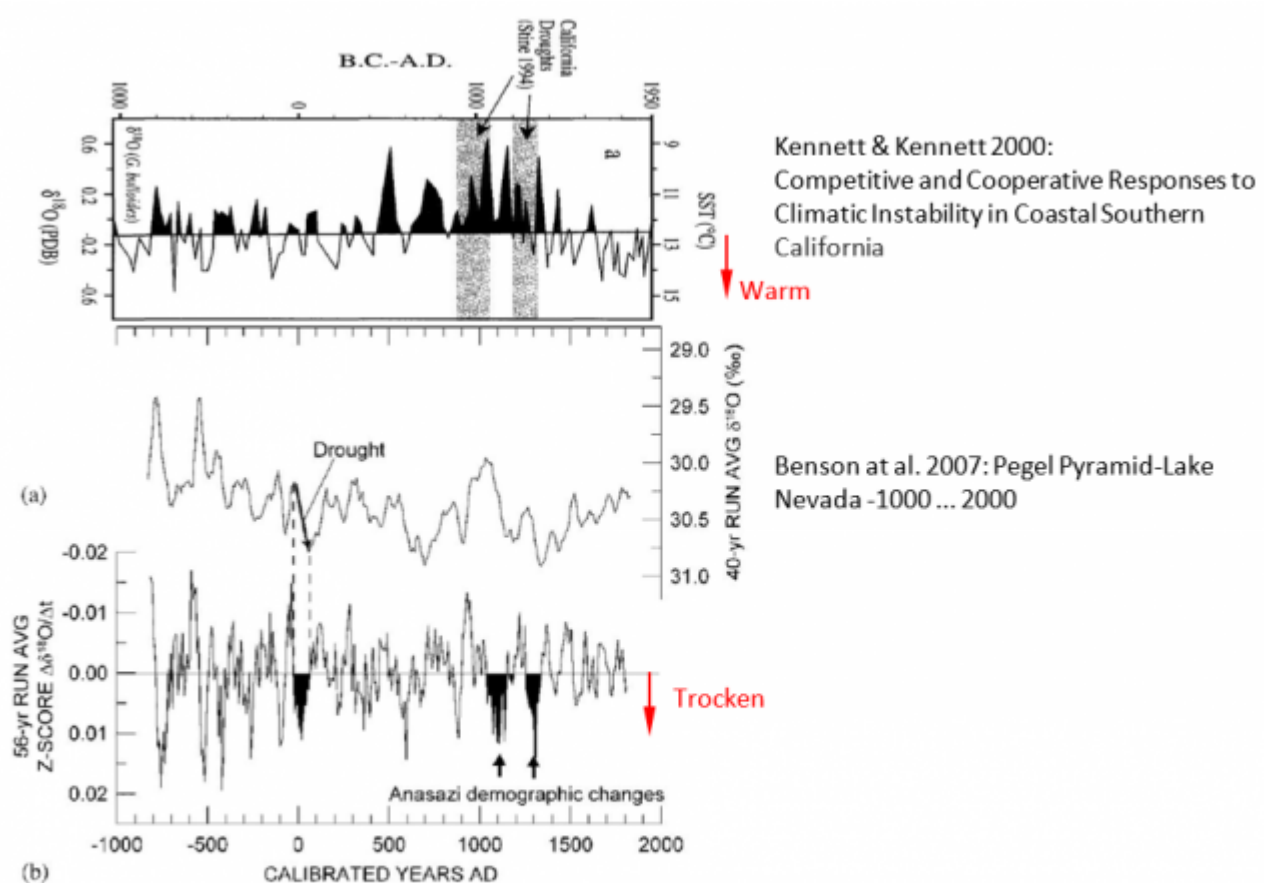 California
Droughts
(Stine 1994)
B.C.-A.D.
1000
0
1000
1950
δ¹⁸O (G. bulloides)
a
0.6
0.2
-0.2
-0.6
δ¹⁸O (PDB)
9
11
13
15
SST (°C)
Kennett & Kennett 2000:
Competitive and Cooperative Responses to
Climatic Instability in Coastal Southern
California
Warm
29.0
29.5
30.0
30.5
31.0
40-yr RUN AVG δ¹⁸O (‰)
Drought
(a)
Benson at al. 2007: Pegel Pyramid-Lake
Nevada -1000 ... 2000
-0.02
-0.01
0.00
0.01
0.02
56-yr RUN AVG
Z-SCORE Δδ¹⁸O/Δt
Trocken
Anasazi demographic changes
-1000
-500
0
500
1000
1500
2000
(b)
CALIBRATED YEARS AD